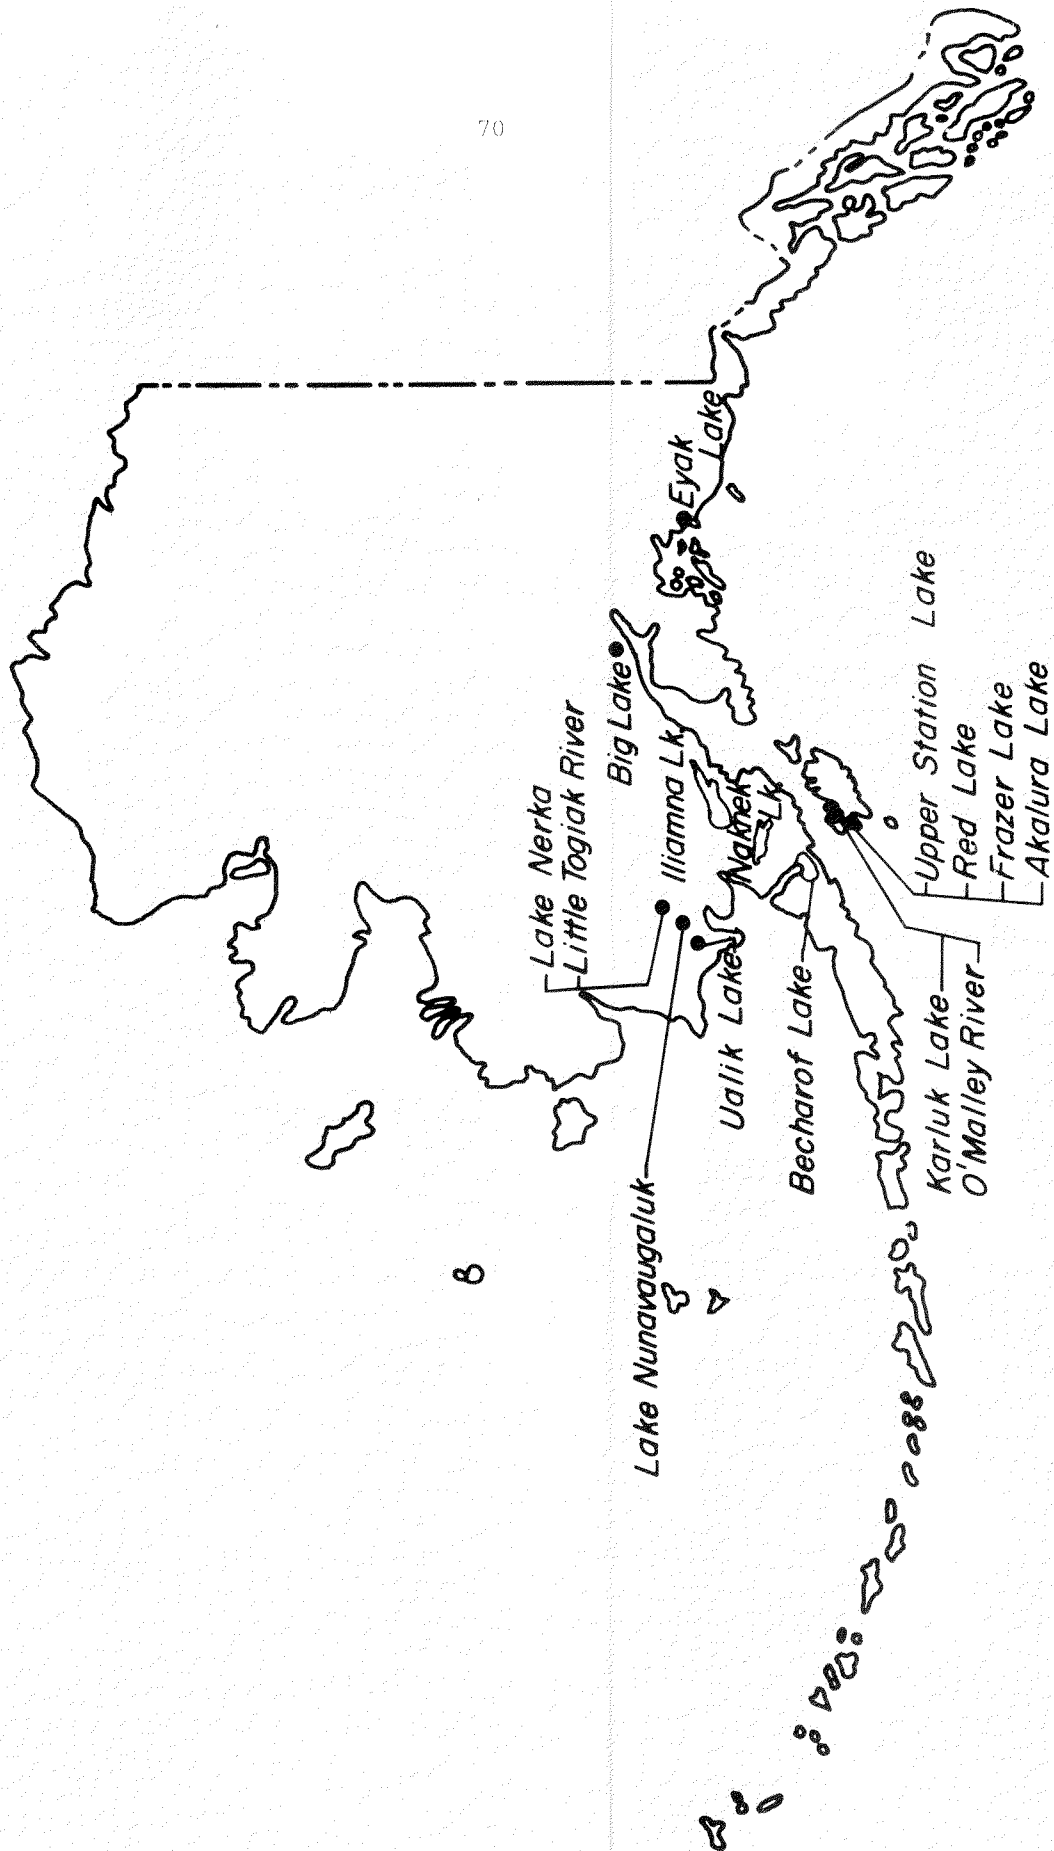 70
Eyak
Lake
Big Lake
Lake Nerka
Little Togiak River
Iliamna Lk.
Naknek
Lk.
Lake Nunavaugaluk
Ualik Lake
Becharof Lake
Upper Station Lake
Red Lake
Frazer Lake
Akalura Lake
Karluk Lake
O'Malley River